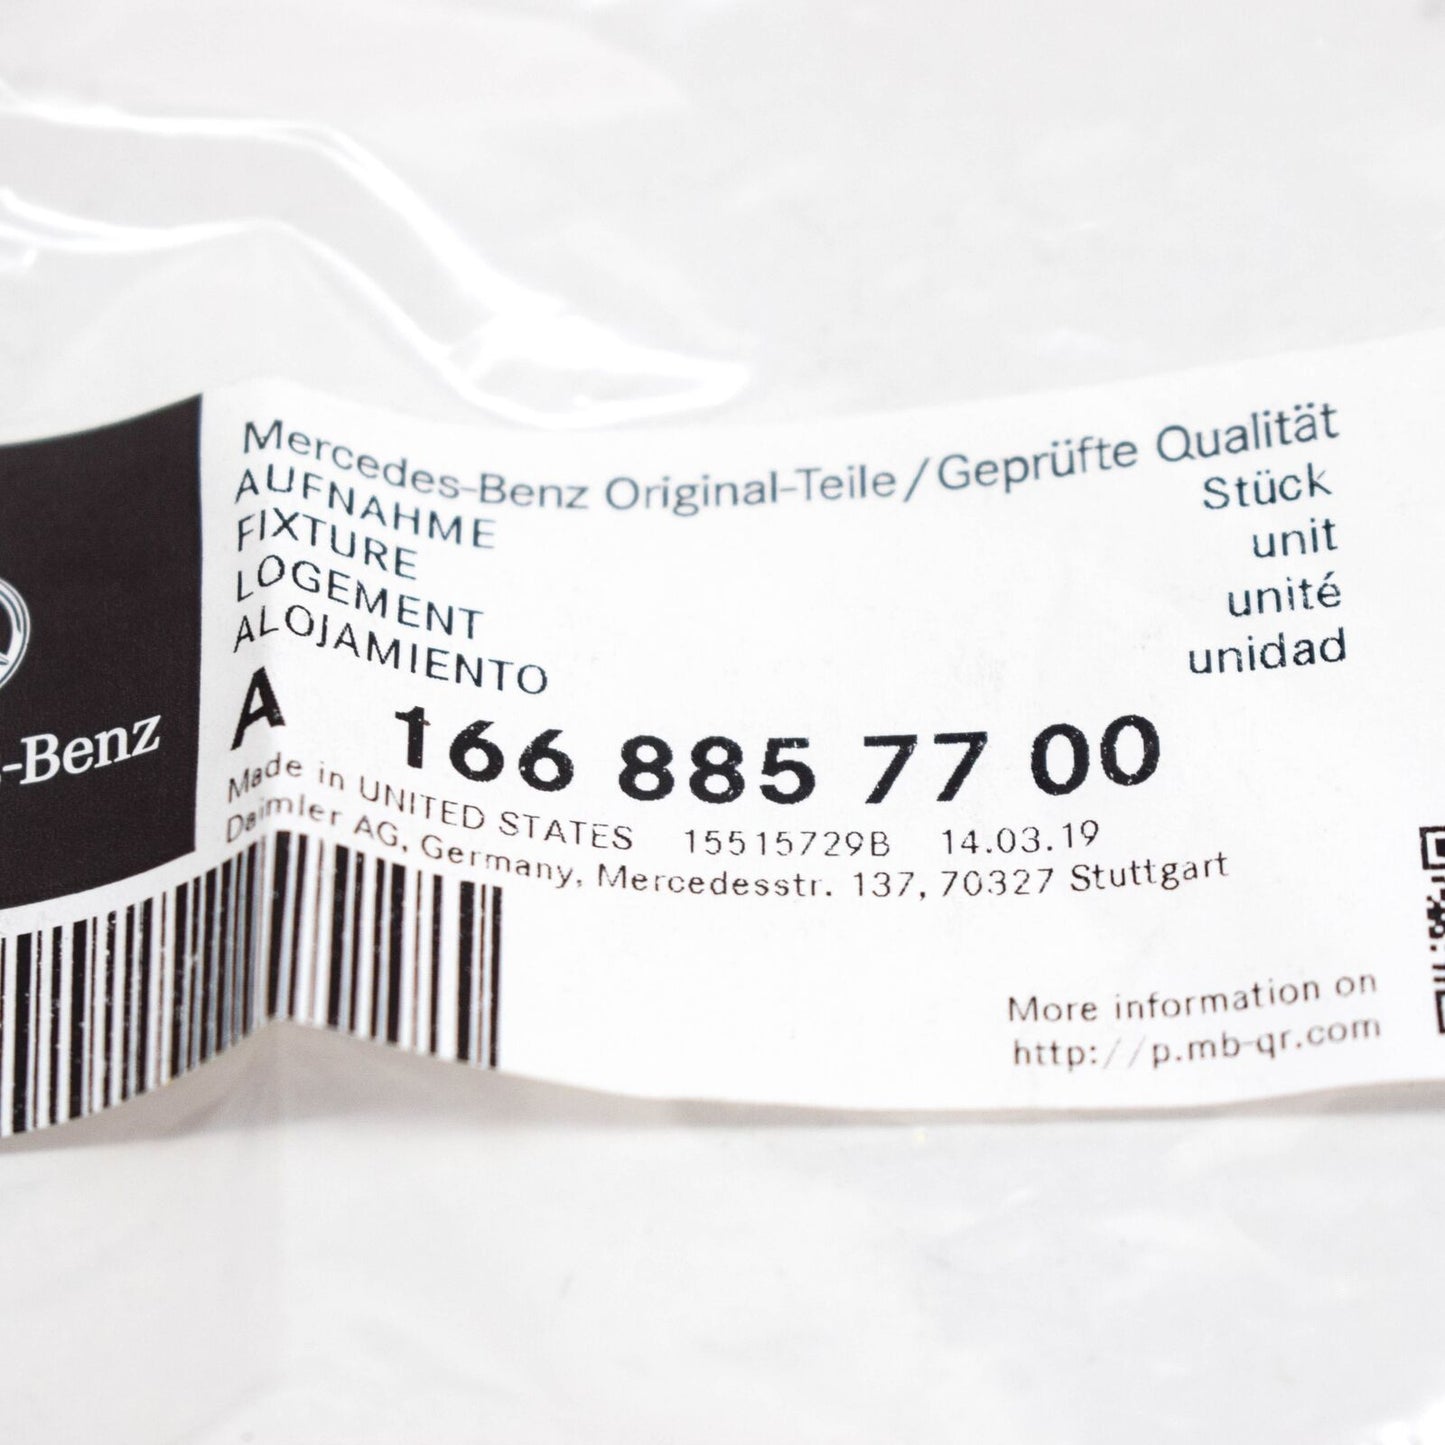 -Benz
Mercedes-Benz Original-Teile/Geprüfte Qualität
AUFNAHME
FIXTURE
LOGEMENT
ALOJAMIENTO
Stück
unit
unité
unidad
A 166 885 77 00
Made in UNITED STATES 15515729B 14.03.19
Daimler AG, Germany, Mercedesstr. 137, 70327 Stuttgart
More information on
http://p.mb-qr.com